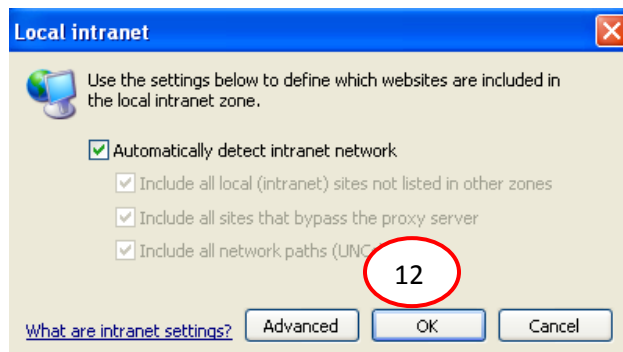 Local intranet
Use the settings below to define which websites are included in
the local intranet zone.
Automatically detect intranet network
Include all local (intranet) sites not listed in other zones
Include all sites that bypass the proxy server
Include all network paths (UNC
12
What are intranet settings? Advanced OK Cancel